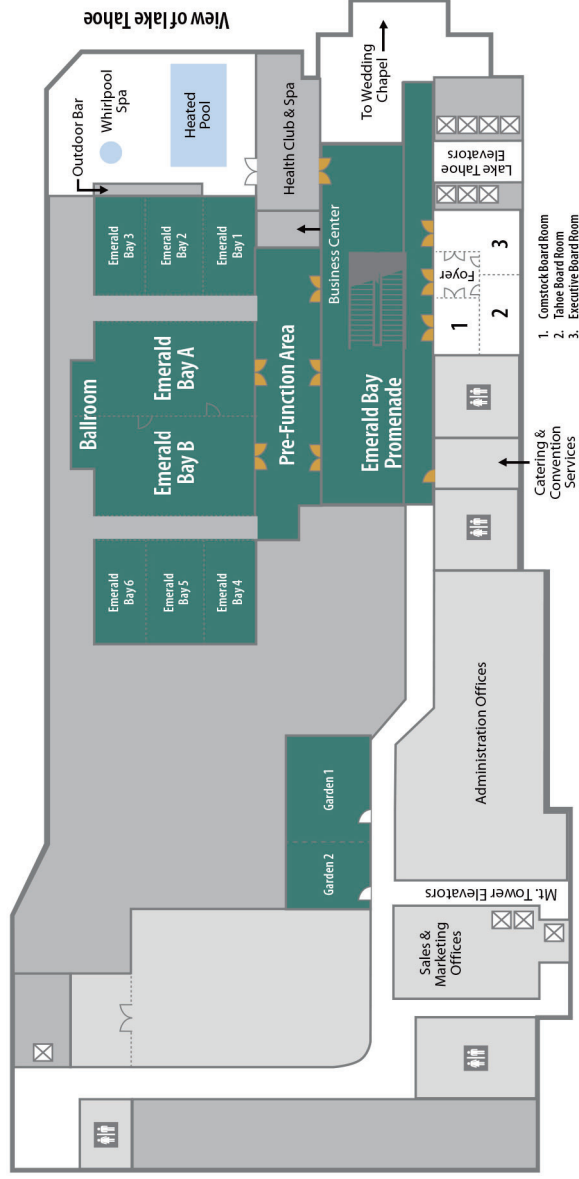 View of lake Tahoe
Outdoor Bar
Whirlpool
Spa
Heated
Pool
Health Club & Spa
To Wedding
Chapel
Lake Tahoe
Elevators
Emerald
Bay 3
Emerald
Bay 2
Emerald
Bay 1
Business Center
Foyer
1
2
3
1. Comstock Board Room
2. Tahoe Board Room
3. Executive Board Room
Ballroom
Emerald
Bay A
Emerald
Bay B
Pre-Function Area
Emerald Bay
Promenade
Catering &
Convention
Services
Emerald
Bay 6
Emerald
Bay 5
Emerald
Bay 4
Garden 1
Garden 2
Administration Offices
Mt. Tower Elevators
Sales &
Marketing
Offices